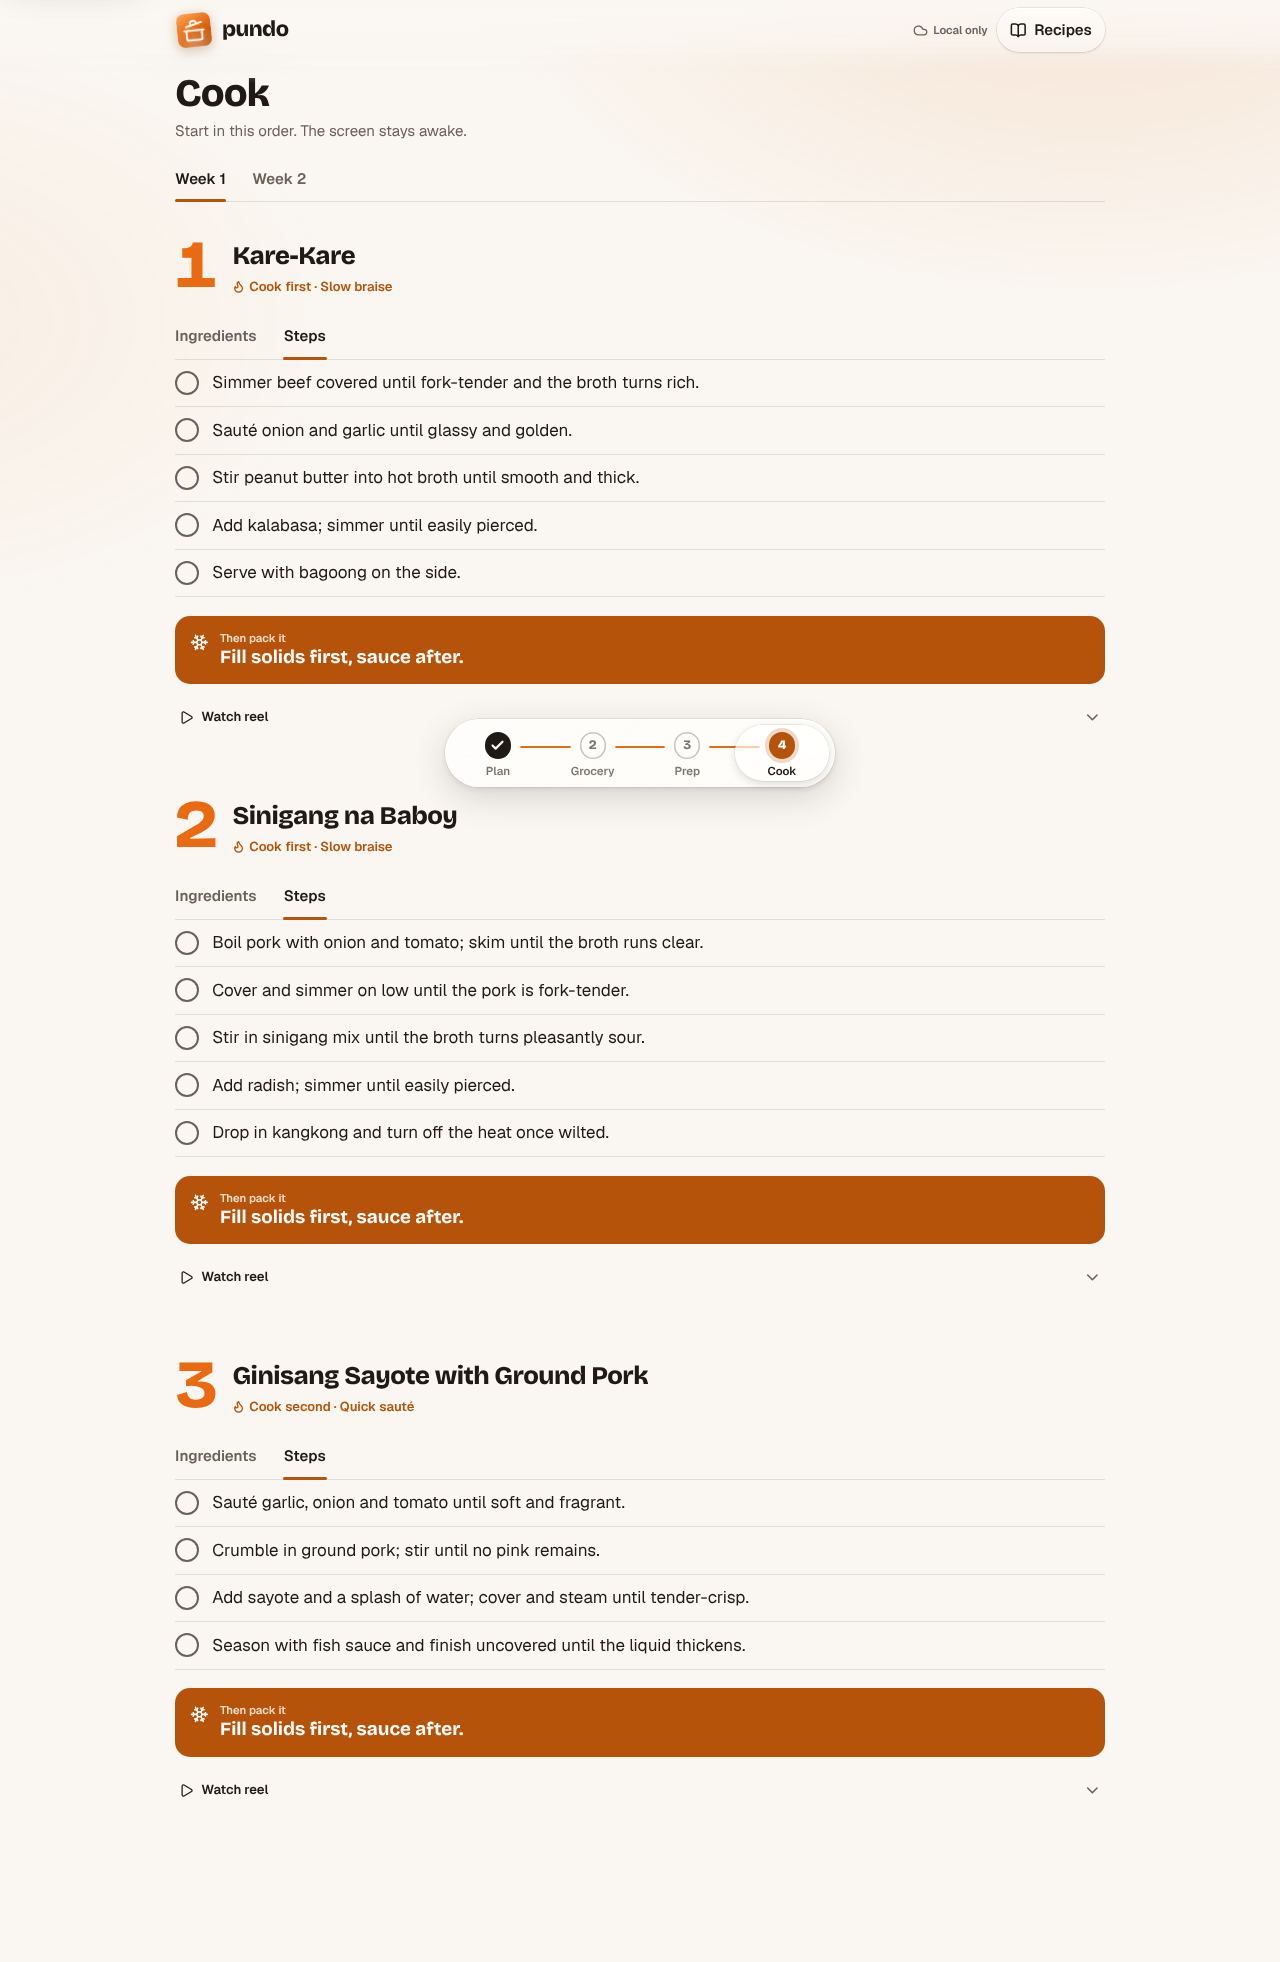 pundo
Local only
Recipes
Cook
Start in this order. The screen stays awake.
Week 1
Week 2
1
Kare-Kare
Cook first · Slow braise
Ingredients
Steps
Simmer beef covered until fork-tender and the broth turns rich.
Sauté onion and garlic until glassy and golden.
Stir peanut butter into hot broth until smooth and thick.
Add kalabasa; simmer until easily pierced.
Serve with bagoong on the side.
Then pack it
Fill solids first, sauce after.
Watch reel
Plan
2
Grocery
3
Prep
4
Cook
2
Sinigang na Baboy
Cook first · Slow braise
Ingredients
Steps
Boil pork with onion and tomato; skim until the broth runs clear.
Cover and simmer on low until the pork is fork-tender.
Stir in sinigang mix until the broth turns pleasantly sour.
Add radish; simmer until easily pierced.
Drop in kangkong and turn off the heat once wilted.
Then pack it
Fill solids first, sauce after.
Watch reel
3
Ginisang Sayote with Ground Pork
Cook second · Quick sauté
Ingredients
Steps
Sauté garlic, onion and tomato until soft and fragrant.
Crumble in ground pork; stir until no pink remains.
Add sayote and a splash of water; cover and steam until tender-crisp.
Season with fish sauce and finish uncovered until the liquid thickens.
Then pack it
Fill solids first, sauce after.
Watch reel